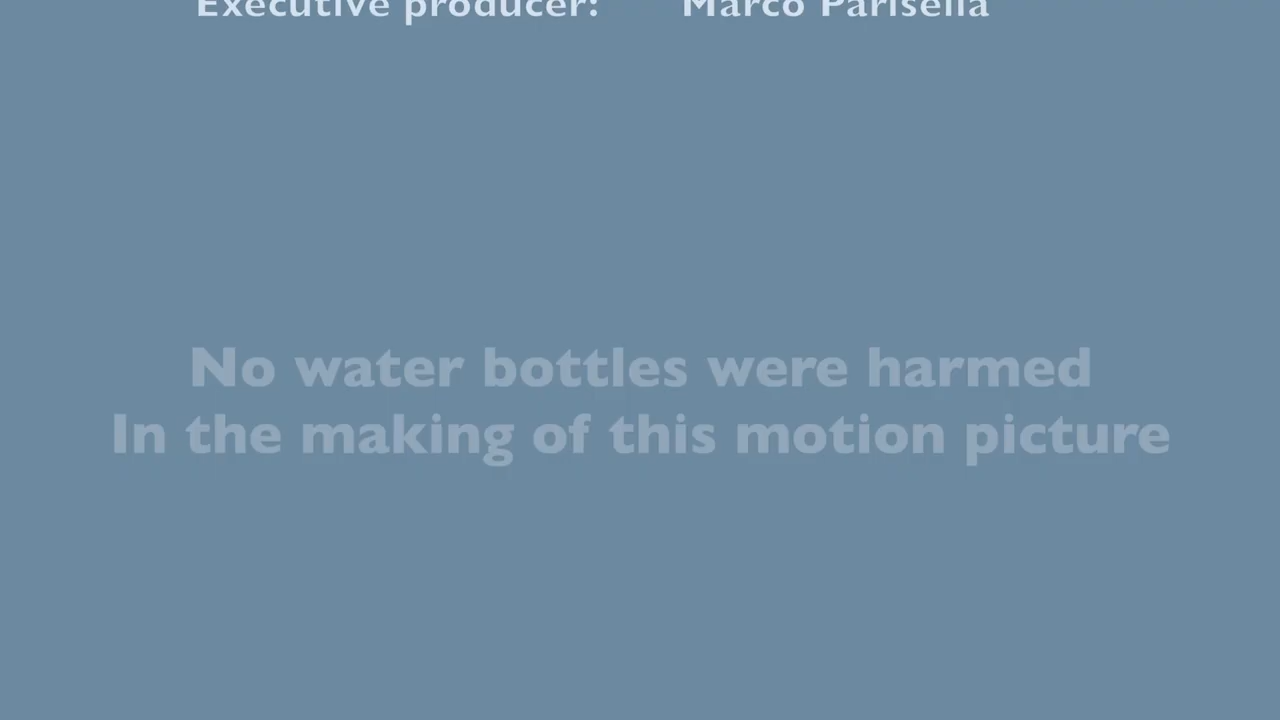 Executive producer: Marco Parisella
No water bottles were harmed
In the making of this motion picture